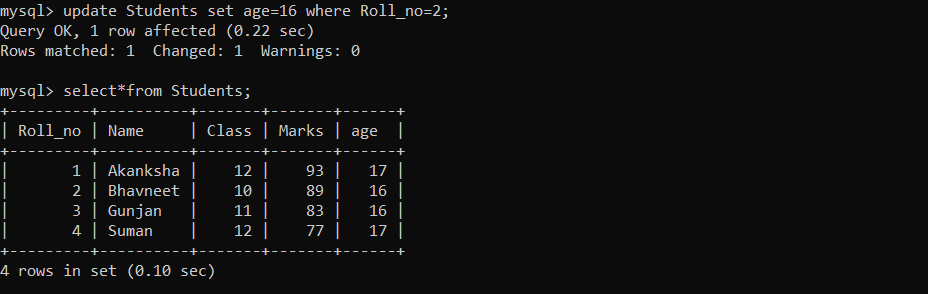 mysql> update Students set age=16 where Roll_no=2;
Query OK, 1 row affected (0.22 sec)
Rows matched: 1  Changed: 1  Warnings: 0
mysql> select*from Students;
+---------+----------+-------+-------+------+
| Roll_no | Name     | Class | Marks | age  |
+---------+----------+-------+-------+------+
|       1 | Akanksha |    12 |    93 |   17 |
|       2 | Bhavneet |    10 |    89 |   16 |
|       3 | Gunjan   |    11 |    83 |   16 |
|       4 | Suman    |    12 |    77 |   17 |
+---------+----------+-------+-------+------+
4 rows in set (0.10 sec)